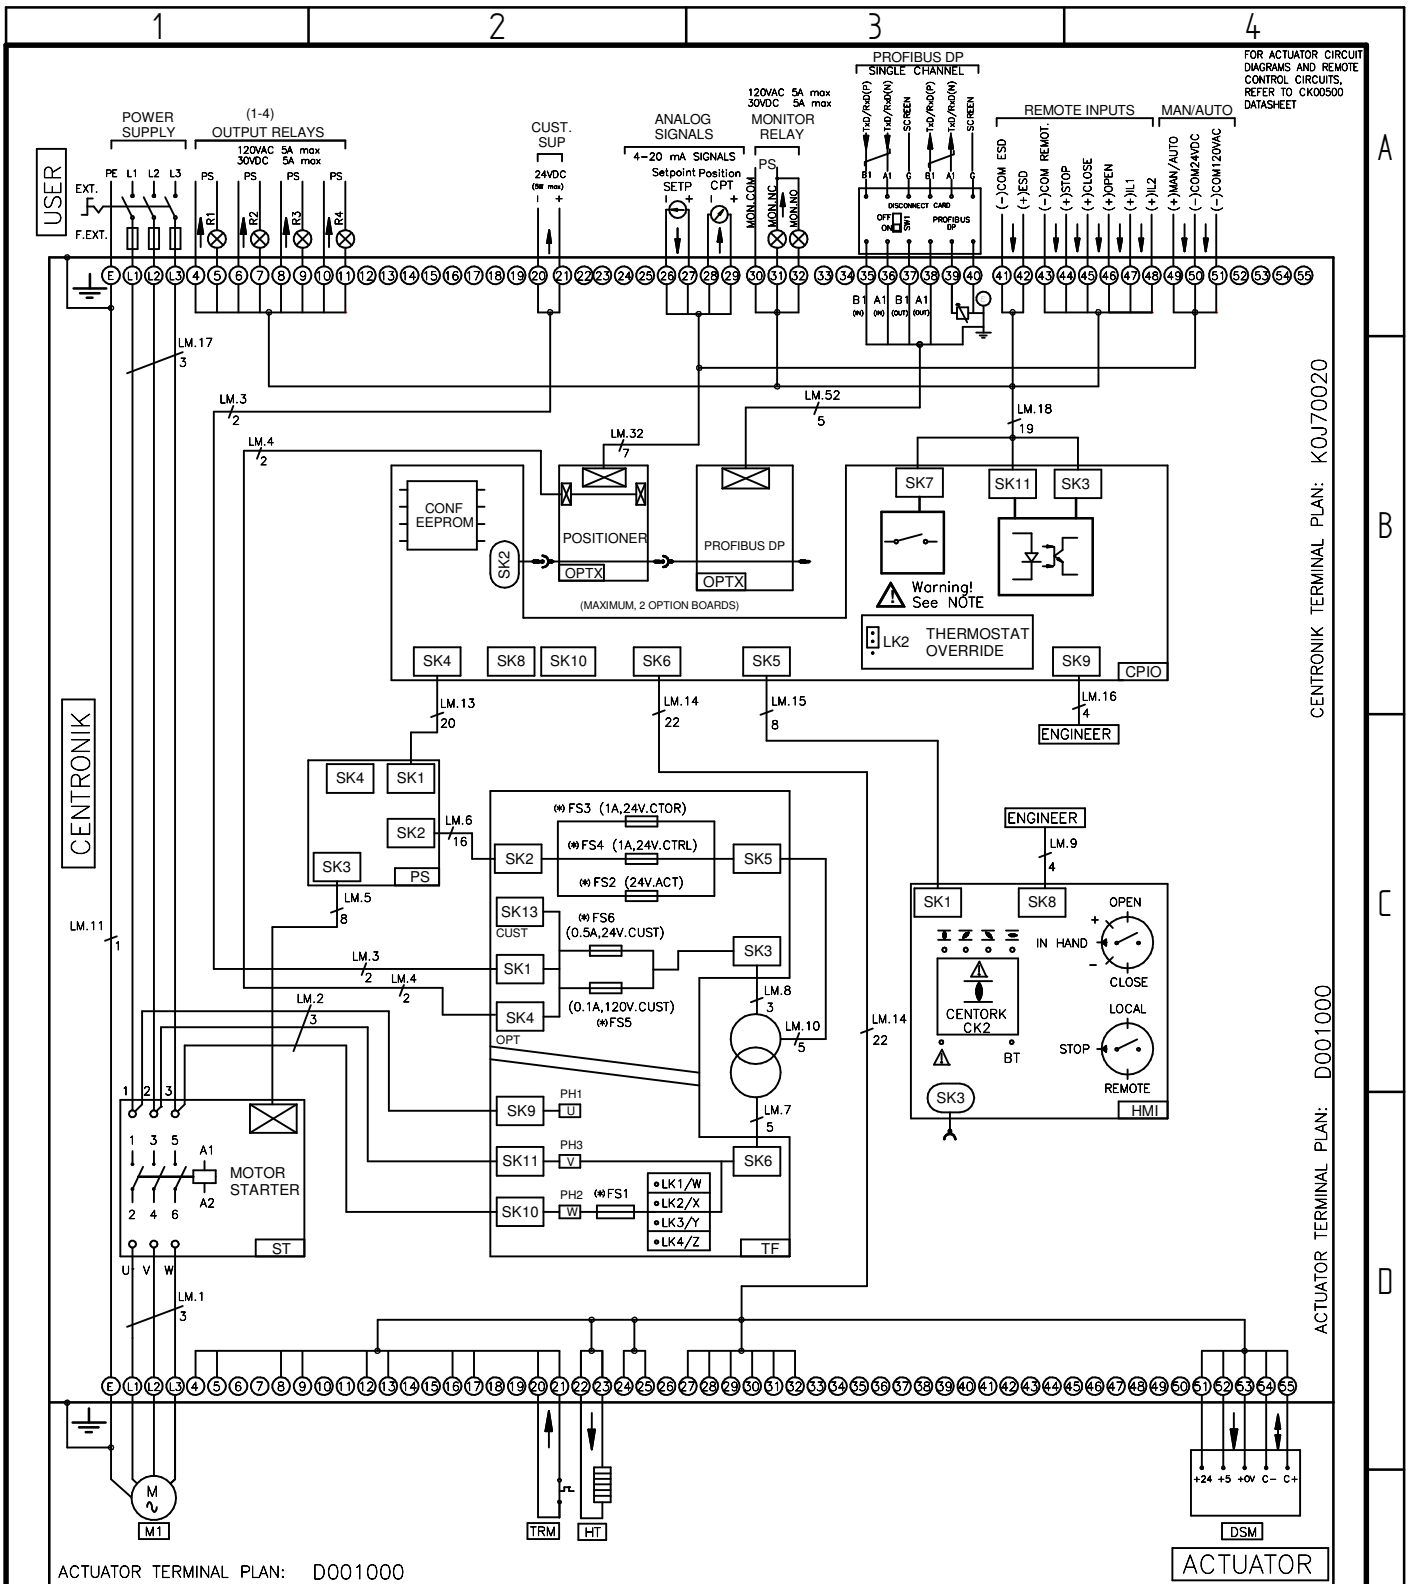 1 2 3 4
FOR ACTUATOR CIRCUIT
DIAGRAMS AND REMOTE
CONTROL CIRCUITS,
REFER TO CK00500
DATASHEET
A
B
C
D
USER
POWER
SUPPLY
PE L1 L2 L3
EXT.
F.EXT.
(1-4)
OUTPUT RELAYS
120VAC 5A max
30VDC 5A max
PS PS PS PS
R1 R2 R3 R4
CUST.
SUP
24VDC
(5W max)
- +
ANALOG
SIGNALS
4-20 mA SIGNALS
Setpoint Position
SETP CPT
- + - +
120VAC 5A max
30VDC 5A max
MONITOR
RELAY
PS
MON.COM
MON.NC
MON.NO
PROFIBUS DP
SINGLE CHANNEL
TxD/RxD(P)
TxD/RxD(N)
SCREEN
TxD/RxD(P)
TxD/RxD(N)
SCREEN
B1 A1 G B1 A1 G
DISCONNECT CARD
OFF
ON
SW1
PROFIBUS
DP
REMOTE INPUTS
(-)COM ESD
(+)ESD
(-)COM REMOT.
(+)STOP
(+)CLOSE
(+)OPEN
(+)IL1
(+)IL2
MAN/AUTO
(+)MAN/AUTO
(-)COM24VDC
(-)COM120VAC
E L1 L2 L3 4 5 6 7 8 9 10 11 12 13 14 15 16 17 18 19 20 21 22 23 24 25 26 27 28 29 30 31 32 33 34 35 36 37 38 39 40 41 42 43 44 45 46 47 48 49 50 51 52 53 54 55
B1 A1 B1 A1
(IN) (IN) (OUT) (OUT)
LM.17
3
LM.3
2
LM.4
2
LM.32
7
LM.52
5
LM.18
19
CENTRONIK TERMINAL PLAN: K0J70020
CONF
EEPROM
SK2
POSITIONER
OPTX
PROFIBUS DP
OPTX
(MAXIMUM, 2 OPTION BOARDS)
SK7
SK11
SK3
Warning!
See NOTE
LK2
THERMOSTAT
OVERRIDE
SK4
SK8
SK10
SK6
SK5
SK9
CPIO
LM.13
20
LM.14
22
LM.15
8
LM.16
4
ENGINEER
CENTRONIK
SK4
SK1
SK2
SK3
PS
LM.6
16
LM.5
8
LM.11
1
(*)FS3 (1A,24V.CTOR)
(*)FS4 (1A,24V.CTRL)
(*)FS2 (24V.ACT)
SK2
SK5
SK13
CUST
(*)FS6
(0.5A,24V.CUST)
SK1
SK3
(0.1A,120V.CUST)
(*)FS5
SK4
OPT
LM.3
2
LM.4
2
LM.2
3
LM.8
3
LM.10
5
LM.14
22
LM.7
5
SK9
PH1
U
SK11
PH3
V
SK6
SK10
PH2
W
(*)FS1
LK1/W
LK2/X
LK3/Y
LK4/Z
TF
ENGINEER
LM.9
4
SK1
SK8
OPEN
+
IN HAND
-
CLOSE
CENTORK
CK2
BT
LOCAL
STOP
REMOTE
SK3
HMI
1 2 3
1 3 5
A1
A2
MOTOR
STARTER
2 4 6
ST
U V W
LM.1
3
ACTUATOR TERMINAL PLAN: D001000
E L1 L2 L3 4 5 6 7 8 9 10 11 12 13 14 15 16 17 18 19 20 21 22 23 24 25 26 27 28 29 30 31 32 33 34 35 36 37 38 39 40 41 42 43 44 45 46 47 48 49 50 51 52 53 54 55
M
M1
TRM
HT
+24 +5 +0V C- C+
DSM
ACTUATOR TERMINAL PLAN: D001000
ACTUATOR